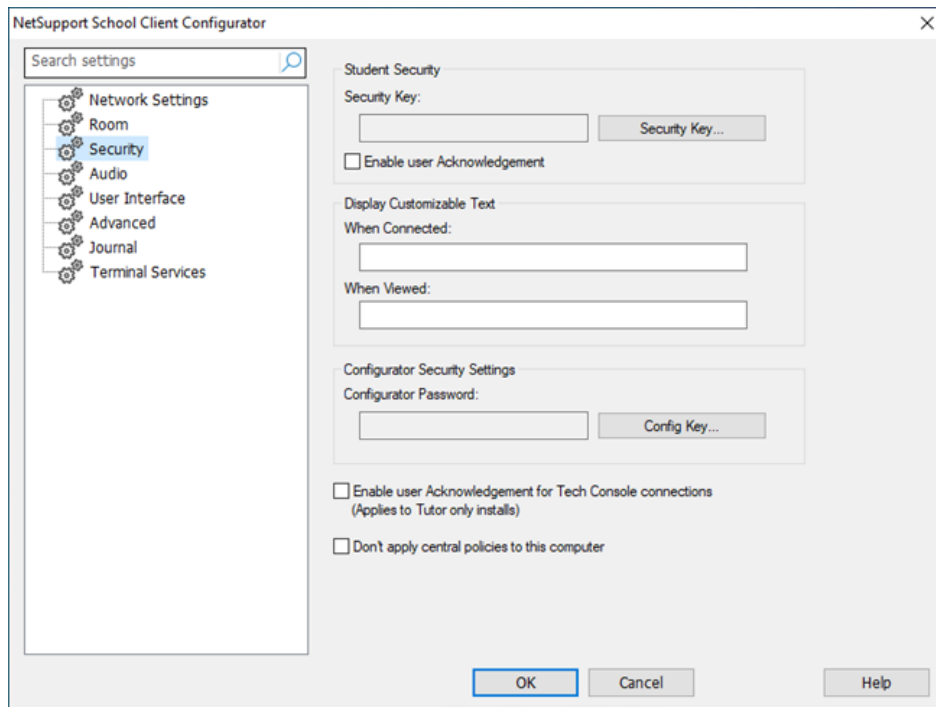 NetSupport School Client Configurator
Search settings
Network Settings
Room
Security
Audio
User Interface
Advanced
Journal
Terminal Services
Student Security
Security Key:
Security Key...
Enable user Acknowledgement
Display Customizable Text
When Connected:
When Viewed:
Configurator Security Settings
Configurator Password:
Config Key...
Enable user Acknowledgement for Tech Console connections
(Applies to Tutor only installs)
Don't apply central policies to this computer
OK
Cancel
Help